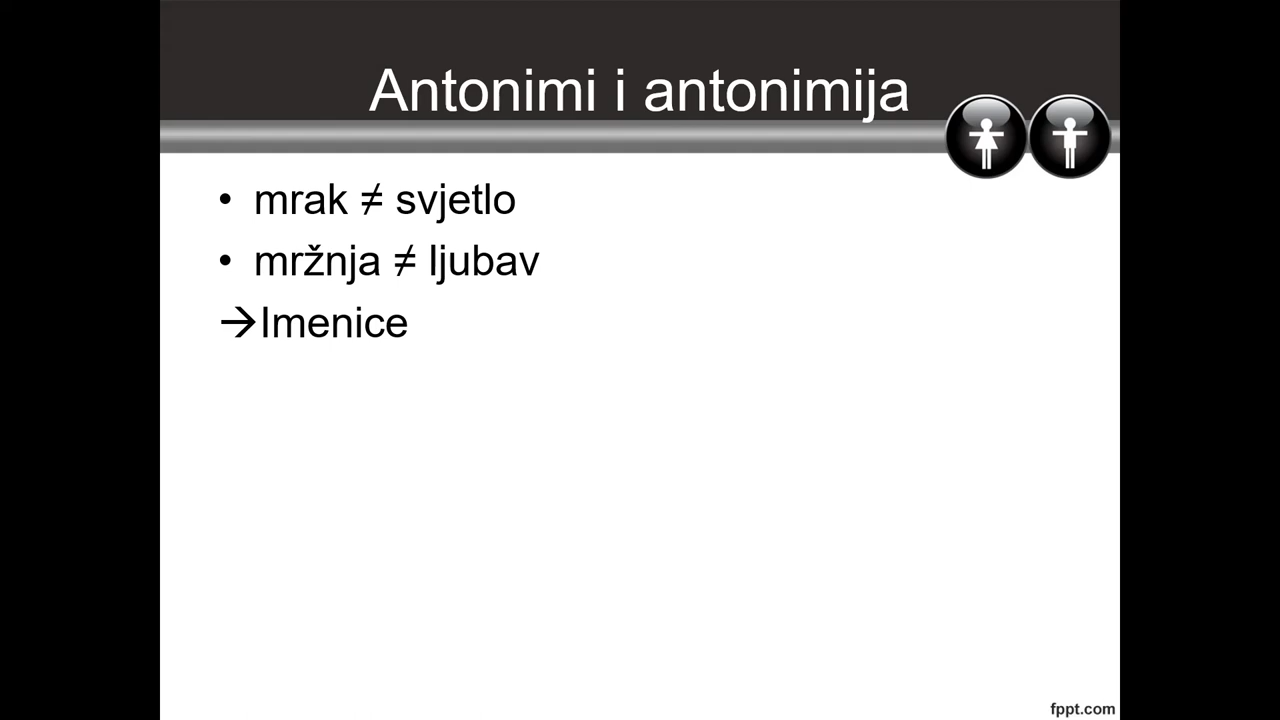 Antonimi i antonimija
• mrak ≠ svjetlo
• mržnja ≠ ljubav
→Imenice
fppt.com